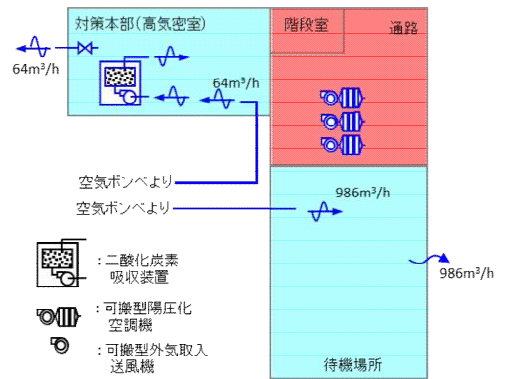 対策本部(高気密室)
階段室
通路
64m³/h
64m³/h
空気ボンベより
空気ボンベより
986m³/h
986m³/h
:二酸化炭素
吸収装置
:可搬型陽圧化
空調機
:可搬型外気取入
送風機
待機場所